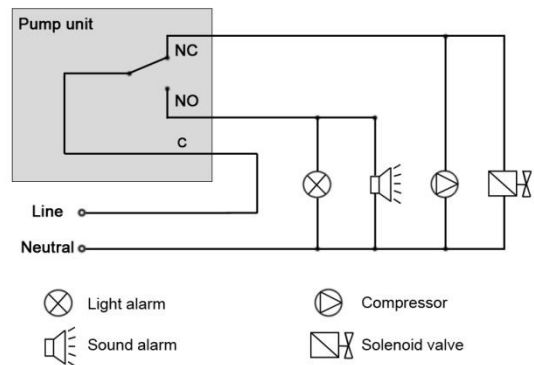 Pump unit
NC
NO
C
Line
Neutral
Light alarm
Compressor
Sound alarm
Solenoid valve